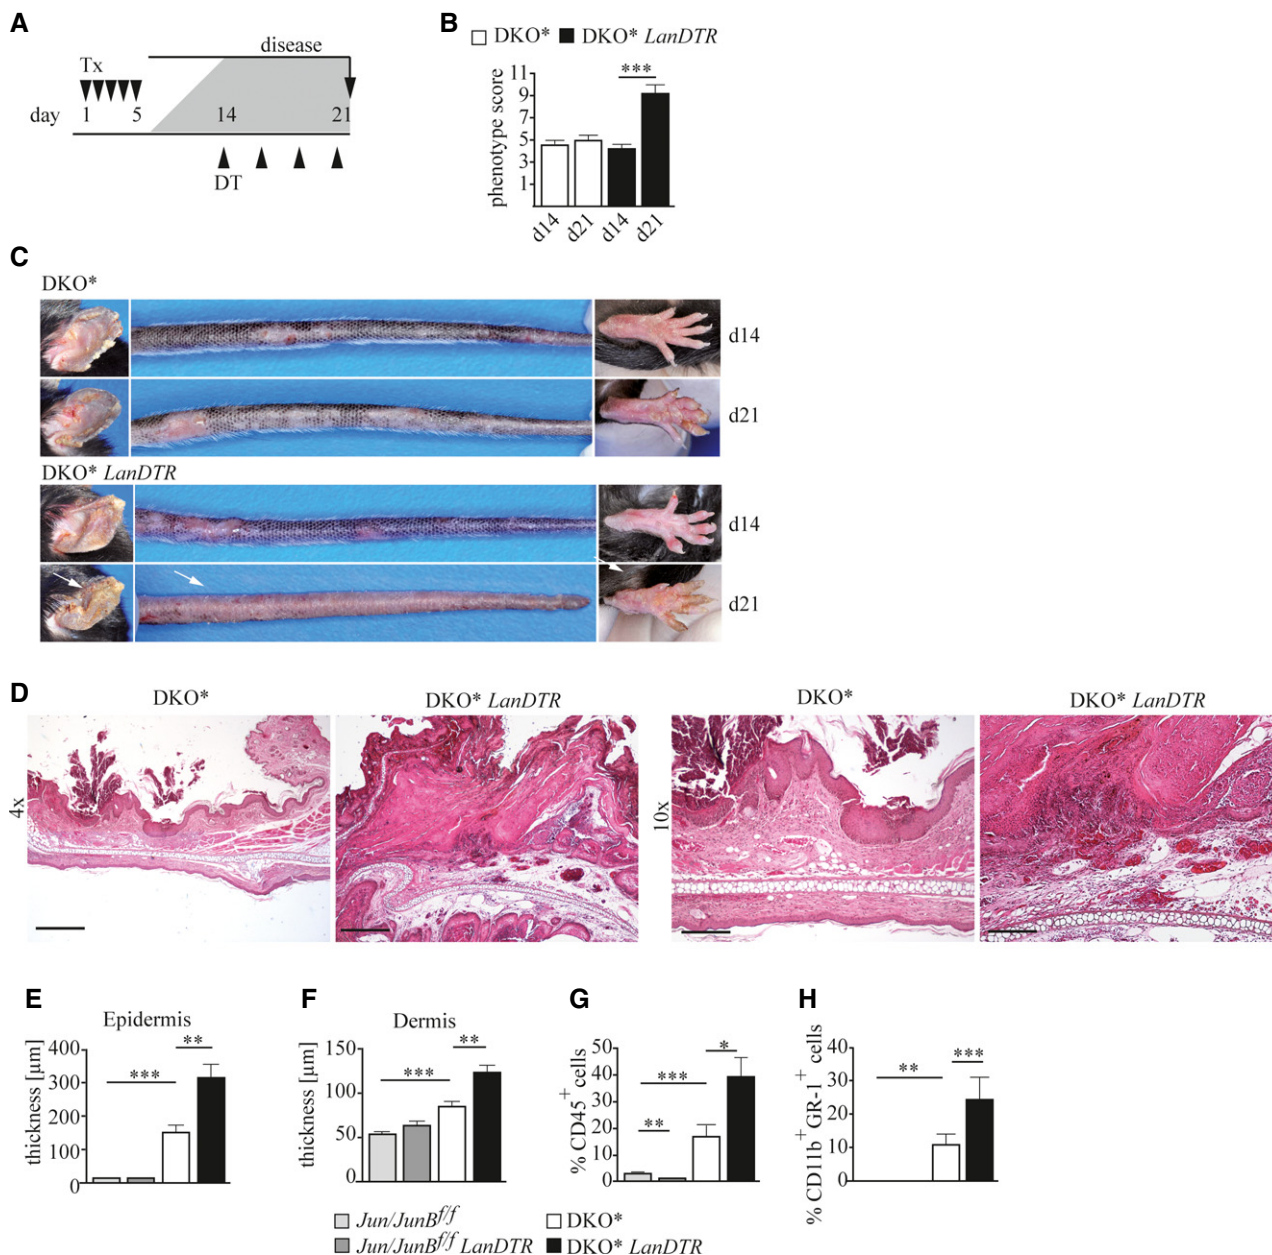 A
disease
Tx
day 1 5 14 21
DT
B
DKO* DKO* LanDTR
phenotype score
11
9
5
3
1
***
d14 d21 d14 d21
C
DKO*
d14
d21
DKO* LanDTR
d14
d21
D
DKO* DKO* LanDTR DKO* DKO* LanDTR
4x
10x
E
Epidermis
thickness [µm]
400
300
200
100
0
***
**
F
Dermis
thickness [µm]
150
100
50
0
***
**
G
% CD45+ cells
50
40
30
20
10
0
**
***
*
H
% CD11b+ GR-1+ cells
40
30
20
10
0
**
***
Jun/JunBf/f DKO*
Jun/JunBf/f LanDTR DKO* LanDTR